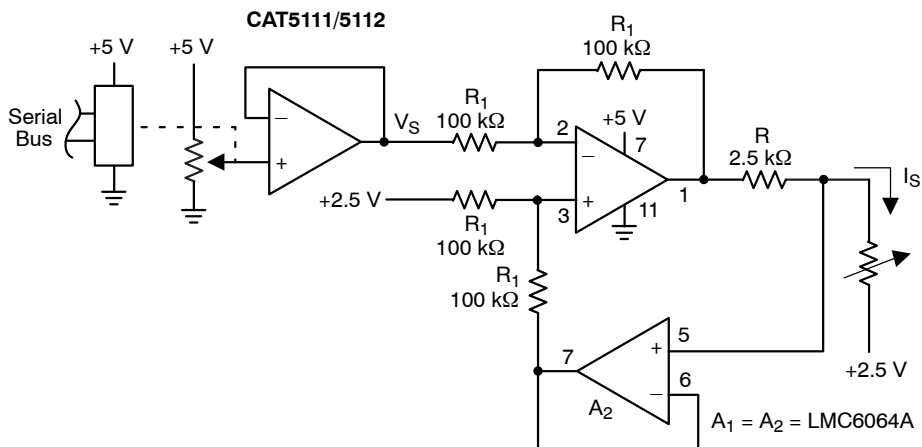 CAT5111/5112
+5 V
+5 V
Serial
Bus
−
+
VS
R1
100 kΩ
R1
100 kΩ
+2.5 V
R1
100 kΩ
R1
100 kΩ
2
3
−
+
+5 V
7
11
1
R
2.5 kΩ
IS
+2.5 V
7
+
−
5
6
A2
A1 = A2 = LMC6064A